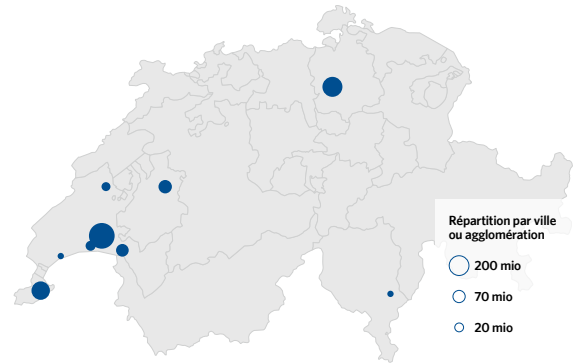 Répartition par ville
ou agglomération
200 mio
70 mio
20 mio